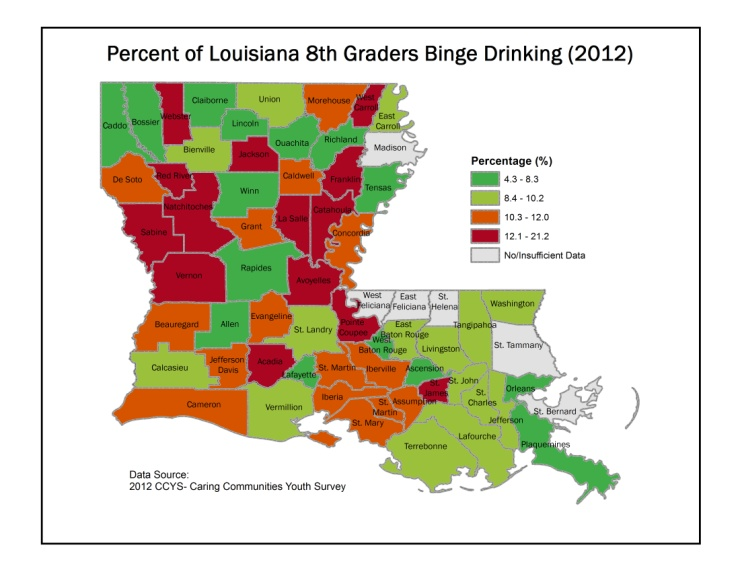 Percent of Louisiana 8th Graders Binge Drinking (2012)
Claiborne
Union
Morehouse
West
Carroll
East
Carroll
Webster
Caddo
Bossier
Lincoln
Ouachita
Richland
Madison
Bienville
Jackson
De Soto
Red River
Caldwell
Franklin
Tensas
Winn
Natchitoches
La Salle
Catahoula
Sabine
Grant
Concordia
Vernon
Rapides
Avoyelles
West
Feliciana
East
Feliciana
St.
Helena
Washington
Beauregard
Allen
Evangeline
St. Landry
Pointe
Coupee
West
Baton Rouge
East
Baton Rouge
Tangipahoa
Livingston
St. Tammany
Calcasieu
Jefferson
Davis
Acadia
Lafayette
St. Martin
Iberville
Ascension
St.
James
St. John
St.
Charles
Orleans
St. Bernard
Cameron
Vermillion
Iberia
St.
Martin
Assumption
St. Mary
Jefferson
Terrebonne
Lafourche
Plaquemines
Percentage (%)
4.3 - 8.3
8.4 - 10.2
10.3 - 12.0
12.1 - 21.2
No/Insufficient Data
Data Source:
2012 CCYS- Caring Communities Youth Survey